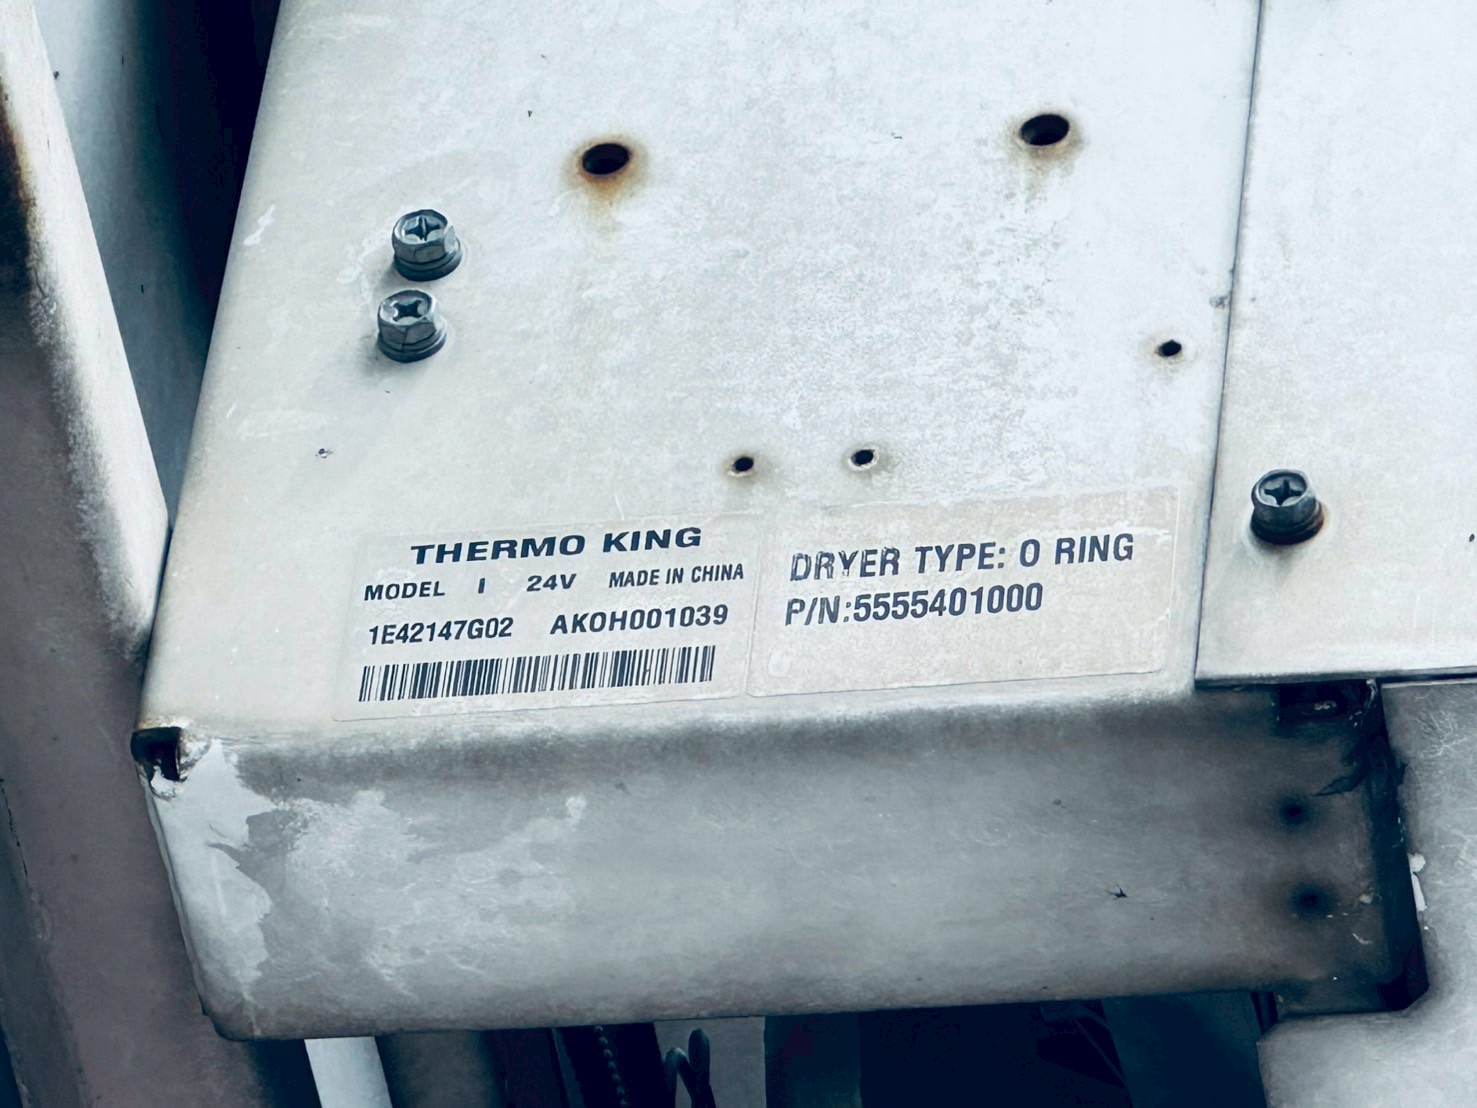 THERMO KING
MODEL I 24V MADE IN CHINA
1E42147G02 AKOH001039
DRYER TYPE: O RING
P/N:5555401000